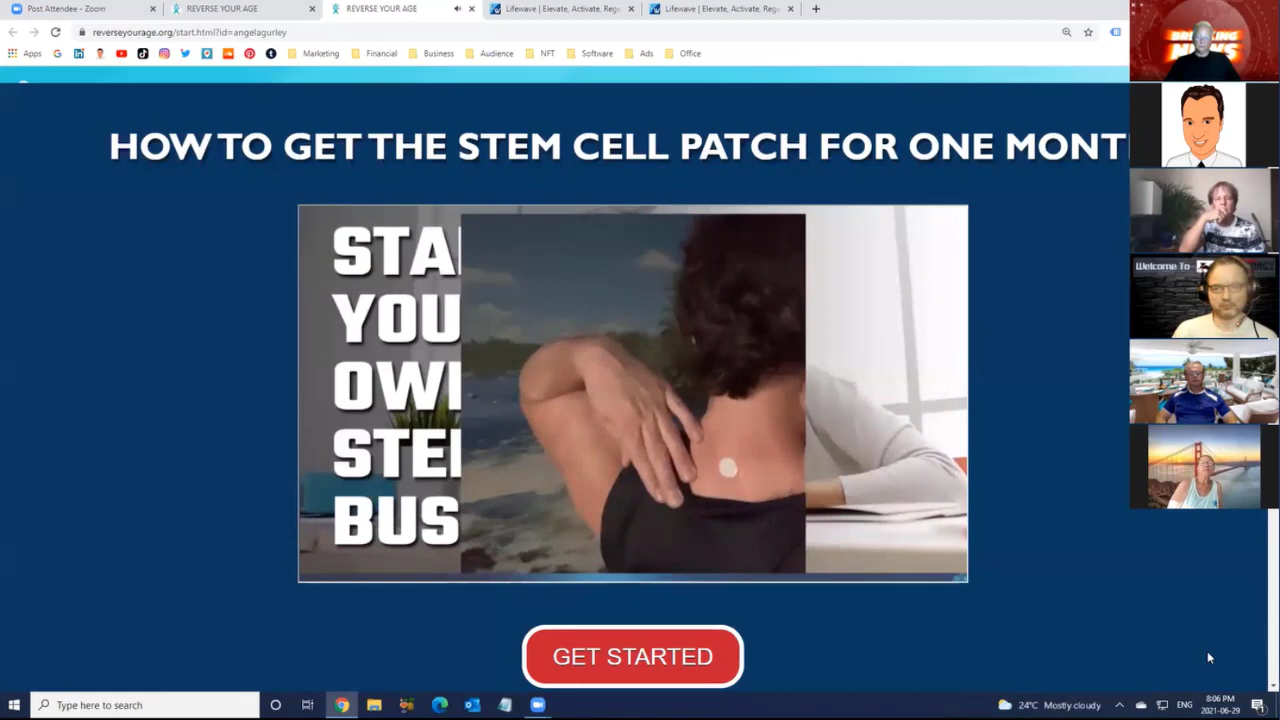 Post Attendee - Zoom
REVERSE YOUR AGE
REVERSE YOUR AGE
Lifewave | Elevate, Activate, Reg
Lifewave | Elevate, Activate, Reg
reverseyourage.org/start.html?id=angelagurley
Apps
Marketing
Financial
Business
Audience
NFT
Software
Ads
Office
HOW TO GET THE STEM CELL PATCH FOR ONE MONT
STA
YOU
OW
STE
BUS
GET STARTED
Welcome To
Type here to search
24°C Mostly cloudy
ENG
8:06 PM
2021-06-29